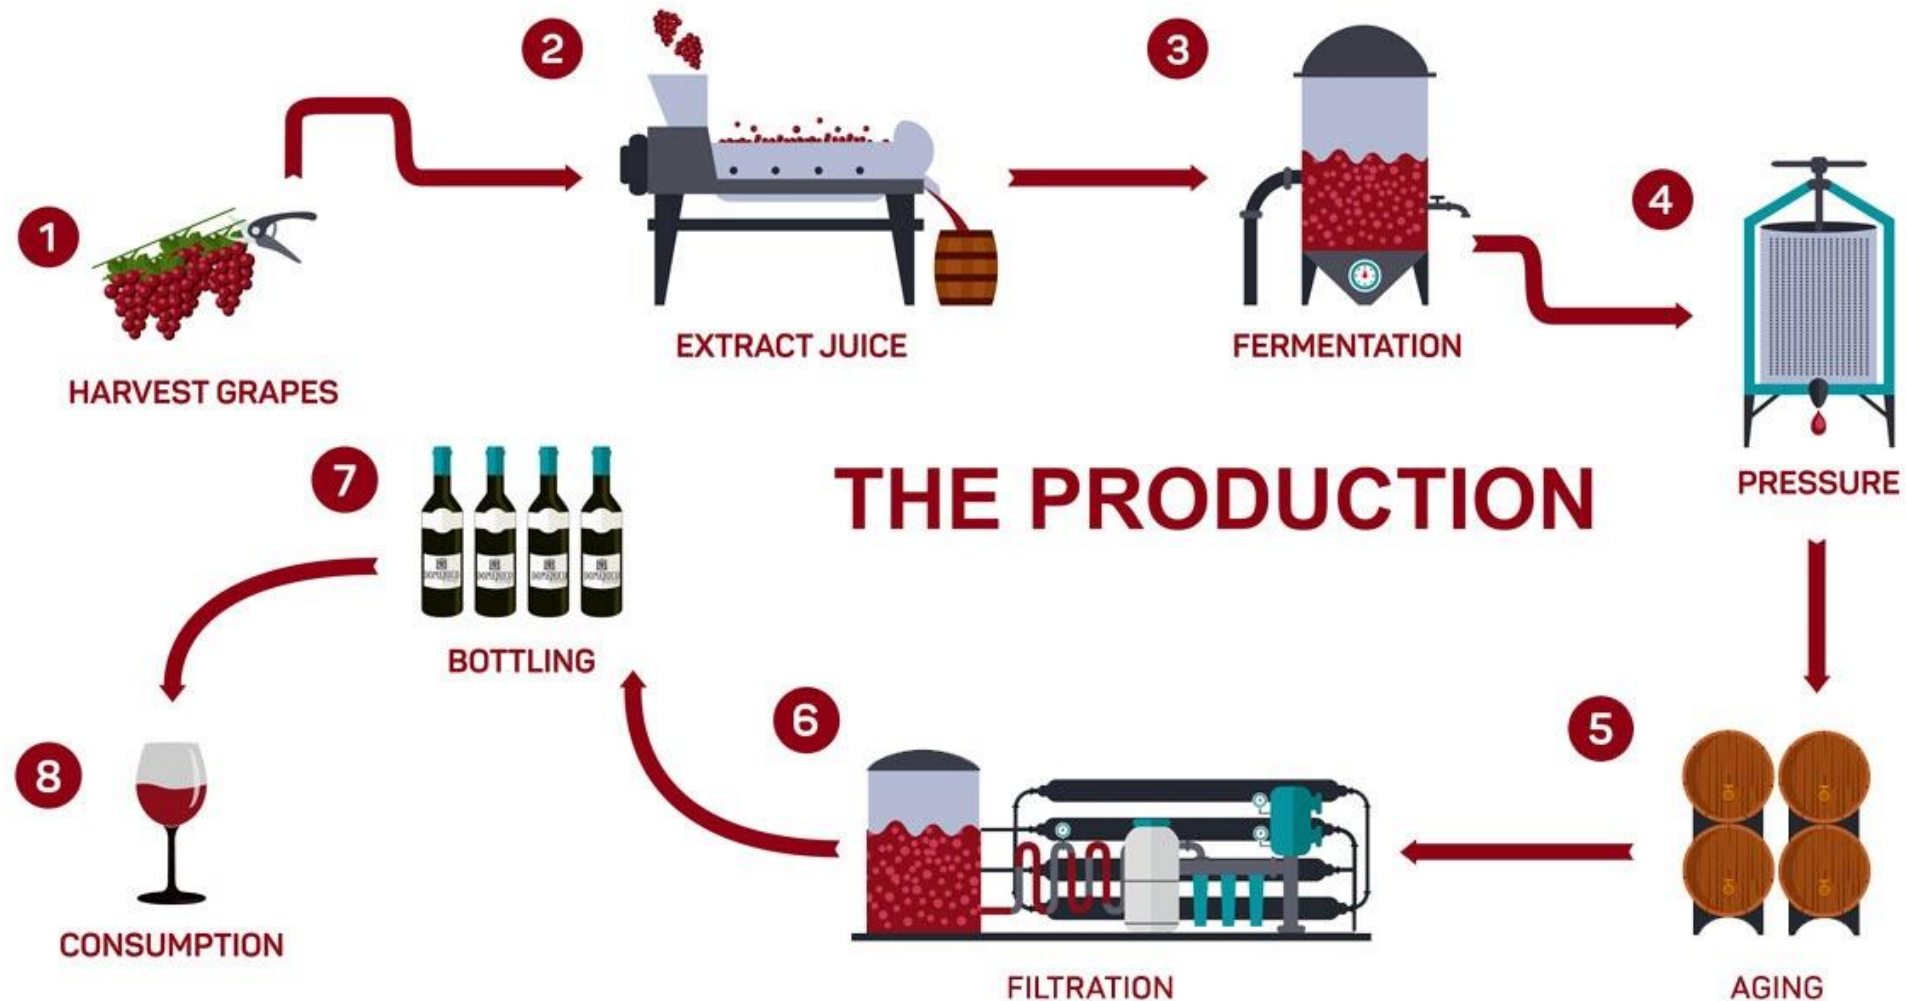 1
HARVEST GRAPES
2
EXTRACT JUICE
3
FERMENTATION
4
PRESSURE
THE PRODUCTION
5
AGING
6
FILTRATION
7
BOTTLING
8
CONSUMPTION